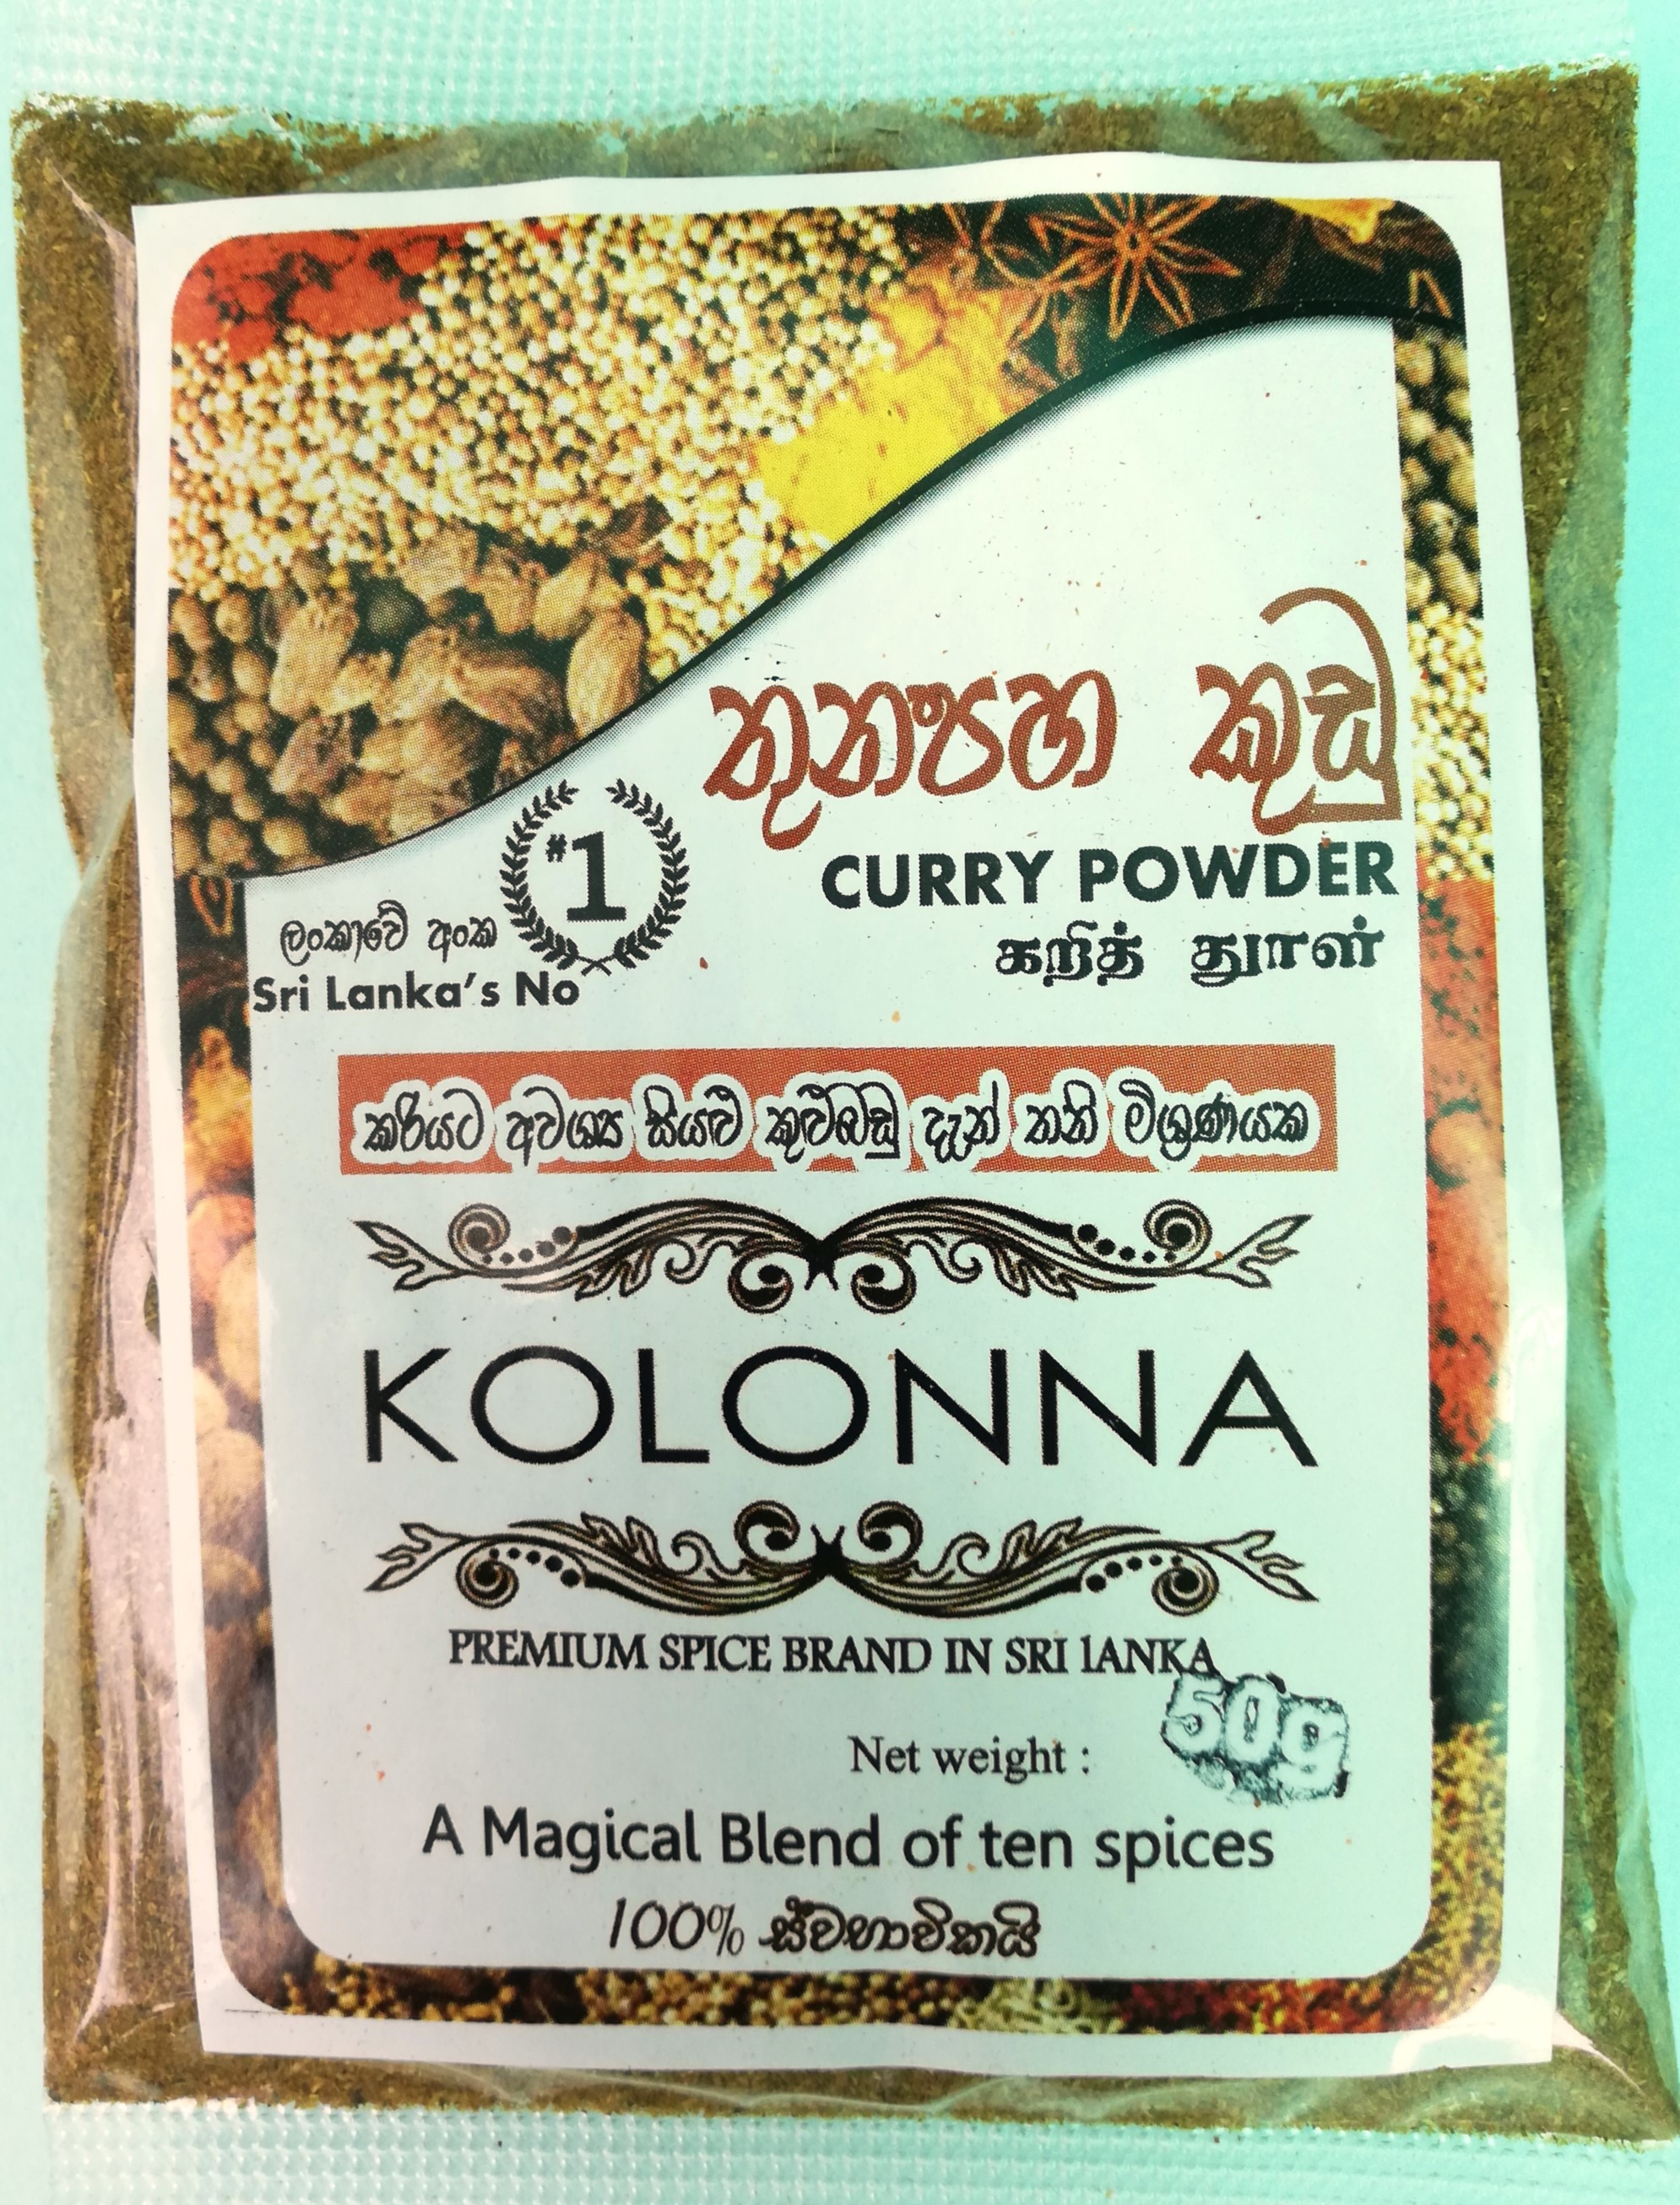 තුනපහ කුඩු
CURRY POWDER
கறித் தூள்
#1
ලංකාවේ අංක
Sri Lanka's No
කරියට අවශ්‍ය සියළු කුළුබඩු දැන් තනි මිශ්‍රණයක
KOLONNA
PREMIUM SPICE BRAND IN SRI lANKA
50g
Net weight :
A Magical Blend of ten spices
100% ස්වභාවිකයි